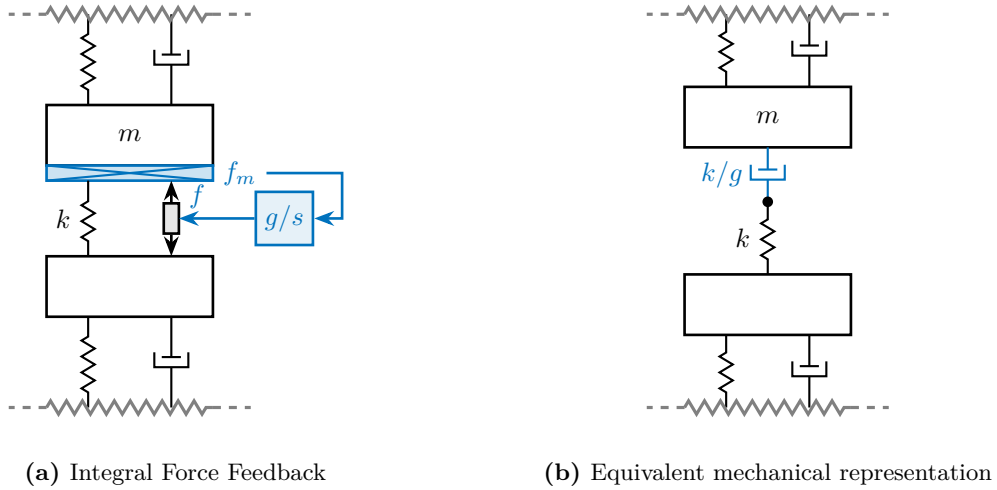 m
f_m
f
k
g/s
(a) Integral Force Feedback
m
k/g
k
(b) Equivalent mechanical representation